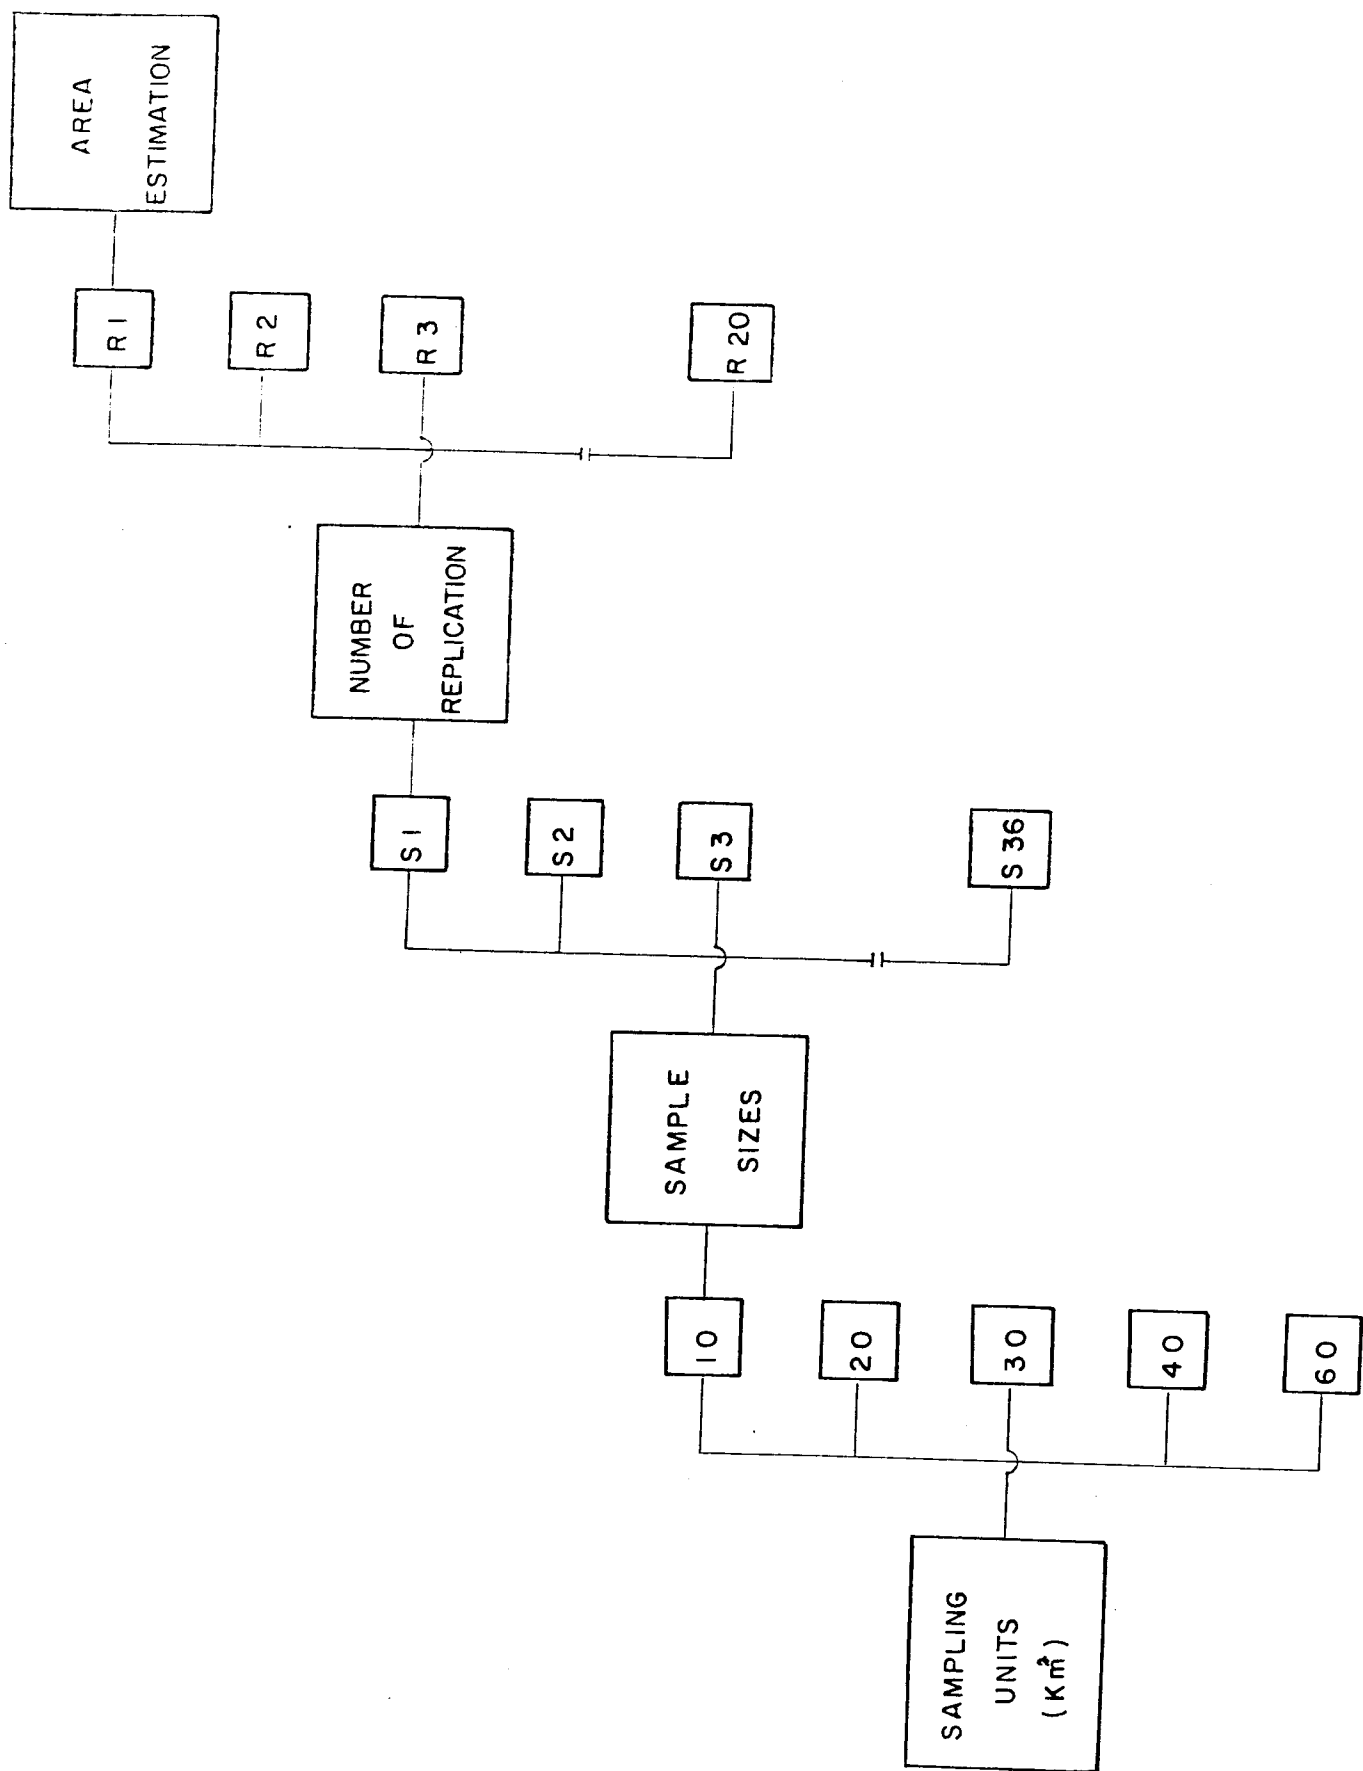 SAMPLING
UNITS
(Km²)
10
20
30
40
60
SAMPLE
SIZES
S1
S2
S3
S36
NUMBER
OF
REPLICATION
R1
R2
R3
R20
AREA
ESTIMATION